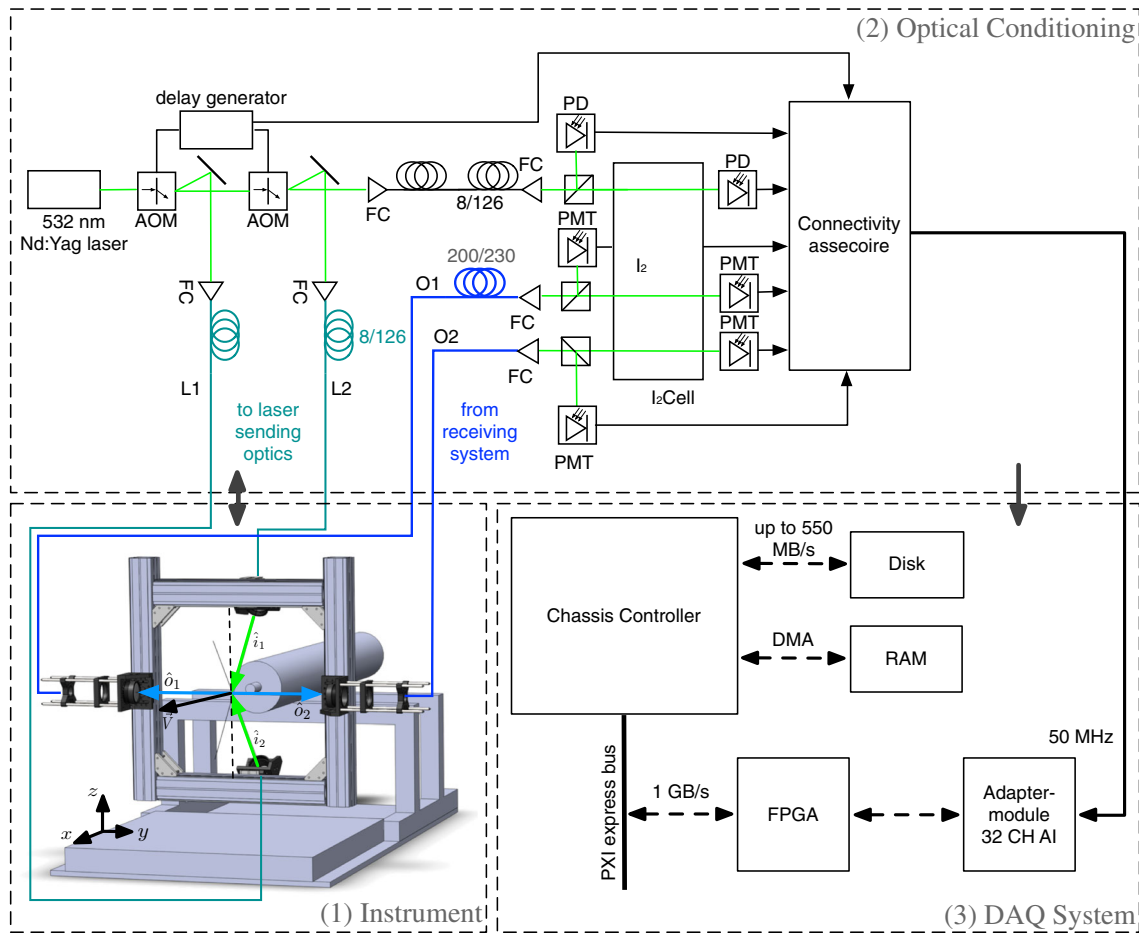 (2) Optical Conditioning
delay generator
PD
FC
PD
532 nm
Nd:Yag laser
AOM
AOM
FC
8/126
PMT
Connectivity
assecoire
200/230
I₂
FC
FC
O1
FC
PMT
8/126
O2
PMT
FC
L1
L2
I₂Cell
to laser
sending
optics
from
receiving
system
PMT
up to 550
MB/s
Disk
Chassis Controller
DMA
RAM
î₁
ô₁
ô₂
V
î₂
50 MHz
z
x
y
PXI express bus
1 GB/s
FPGA
Adapter-
module
32 CH AI
(1) Instrument
(3) DAQ System